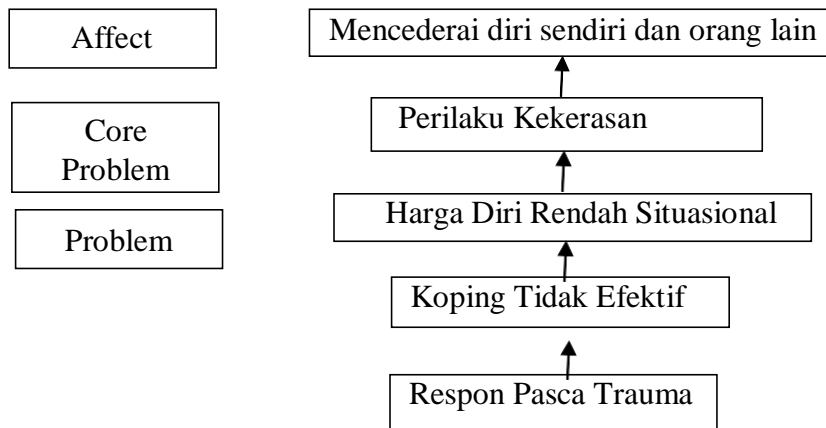 Affect
Mencederai diri sendiri dan orang lain
Core
Problem
Perilaku Kekerasan
Problem
Harga Diri Rendah Situasional
Koping Tidak Efektif
Respon Pasca Trauma